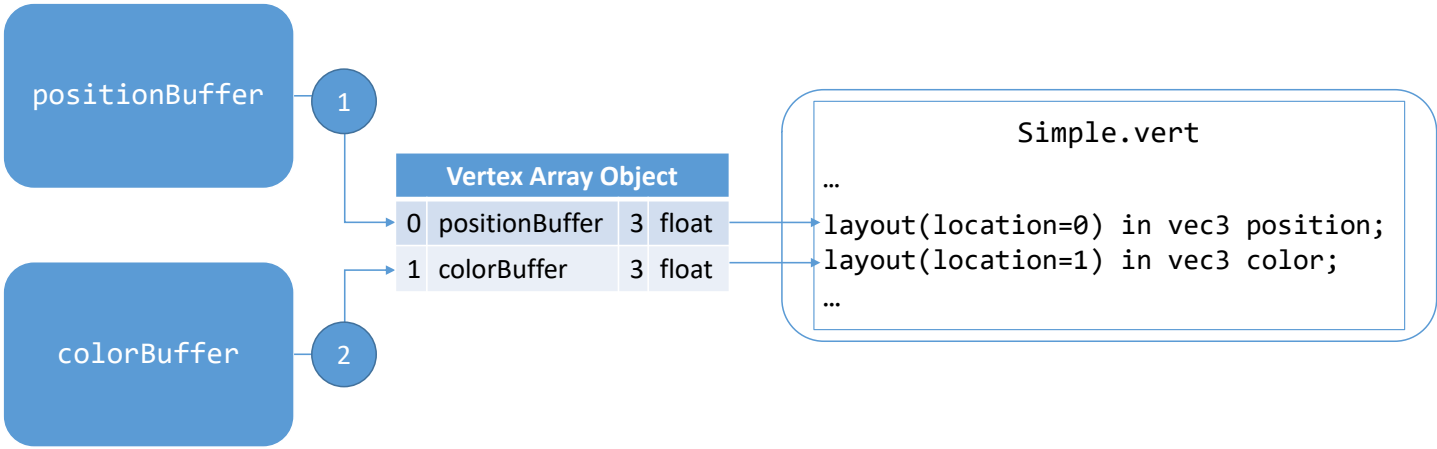 positionBuffer
1
Vertex Array Object
0 positionBuffer 3 float
1 colorBuffer 3 float
colorBuffer
2
Simple.vert
…
layout(location=0) in vec3 position;
layout(location=1) in vec3 color;
…